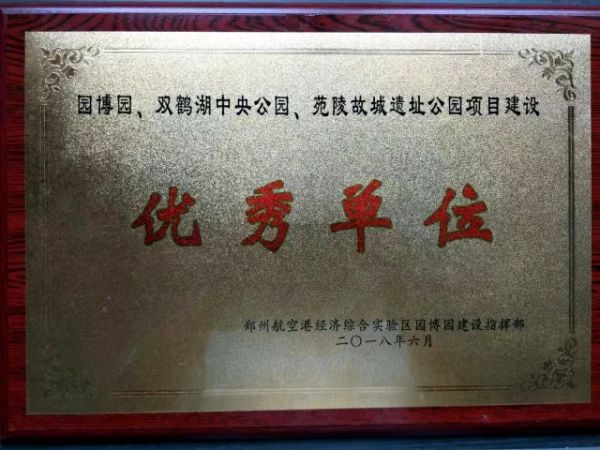 园博园、双鹤湖中央公园、苑陵故城遗址公园项目建设
优秀单位
郑州航空港经济综合实验区园博园建设指挥部
二〇一八年六月